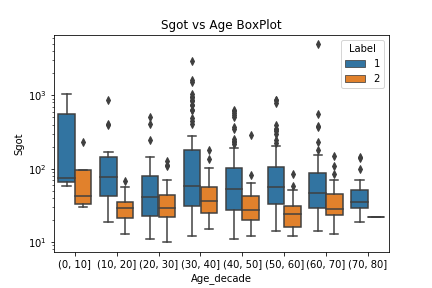 Sgot vs Age BoxPlot
Label
1
2
Sgot
10³
10²
10¹
(0, 10] (10, 20] (20, 30] (30, 40] (40, 50] (50, 60] (60, 70] (70, 80]
Age_decade